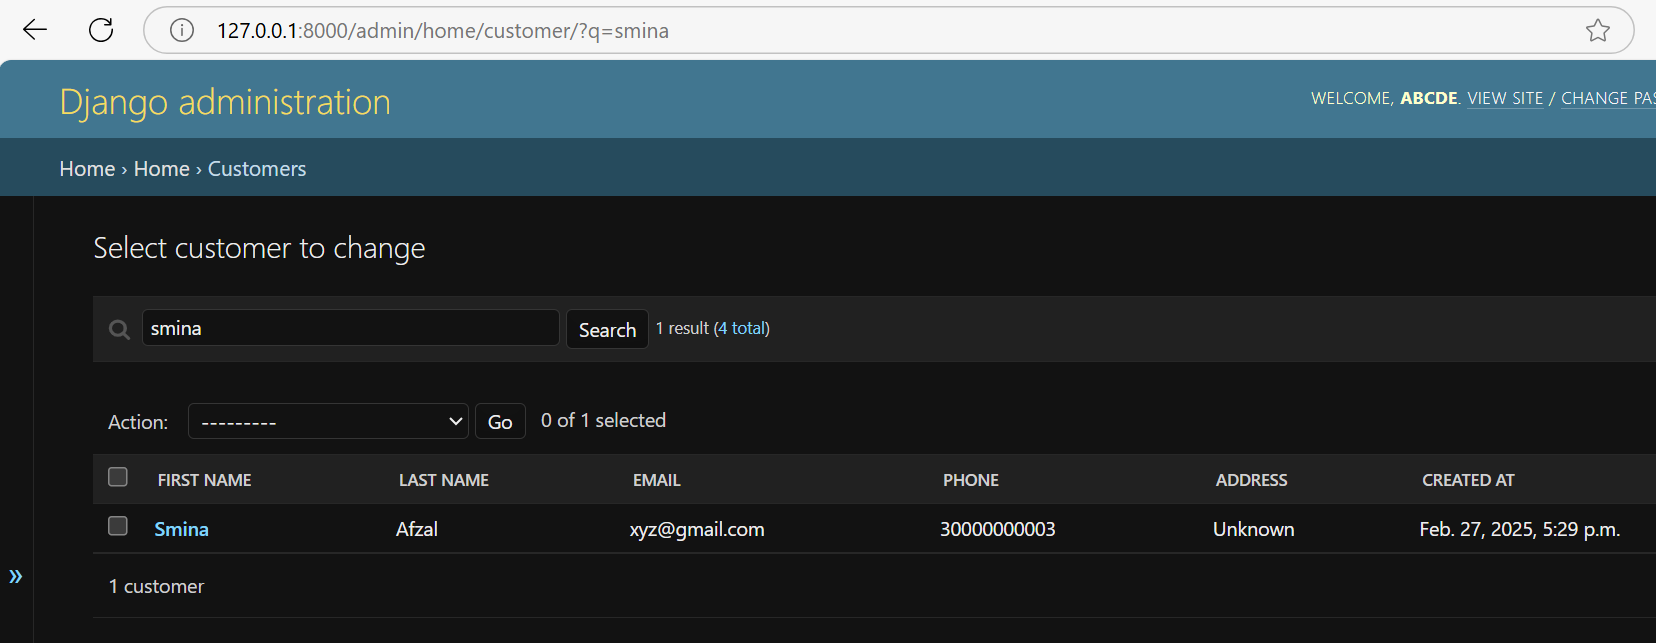 127.0.0.1:8000/admin/home/customer/?q=smina
Django administration
WELCOME, ABCDE. VIEW SITE / CHANGE PAS
Home › Home › Customers
Select customer to change
smina Search 1 result (4 total)
Action: --------- Go 0 of 1 selected
FIRST NAME LAST NAME EMAIL PHONE ADDRESS CREATED AT
Smina Afzal xyz@gmail.com 30000000003 Unknown Feb. 27, 2025, 5:29 p.m.
»
1 customer